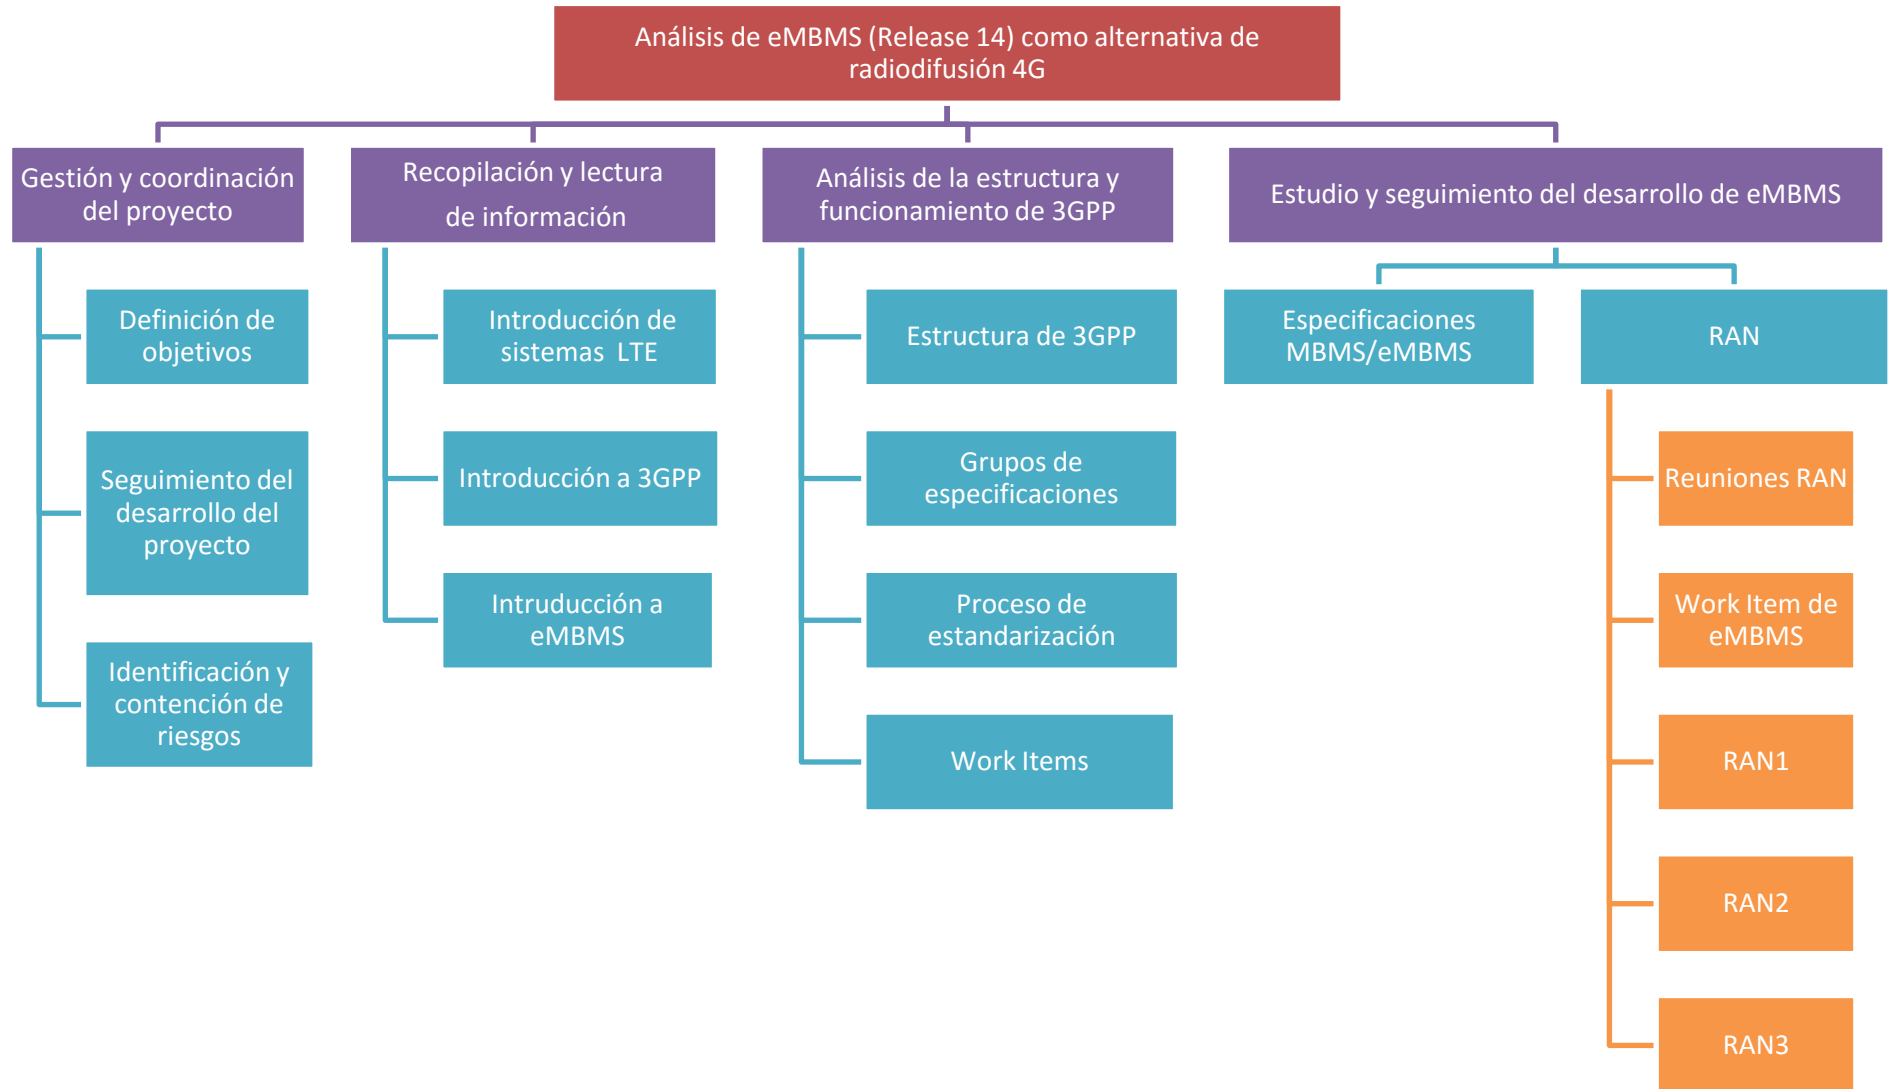 Análisis de eMBMS (Release 14) como alternativa de
radiodifusión 4G
Gestión y coordinación
del proyecto
Recopilación y lectura
de información
Análisis de la estructura y
funcionamiento de 3GPP
Estudio y seguimiento del desarrollo de eMBMS
Definición de
objetivos
Seguimiento del
desarrollo del
proyecto
Identificación y
contención de
riesgos
Introducción de
sistemas LTE
Introducción a 3GPP
Intruducción a
eMBMS
Estructura de 3GPP
Grupos de
especificaciones
Proceso de
estandarización
Work Items
Especificaciones
MBMS/eMBMS
RAN
Reuniones RAN
Work Item de
eMBMS
RAN1
RAN2
RAN3